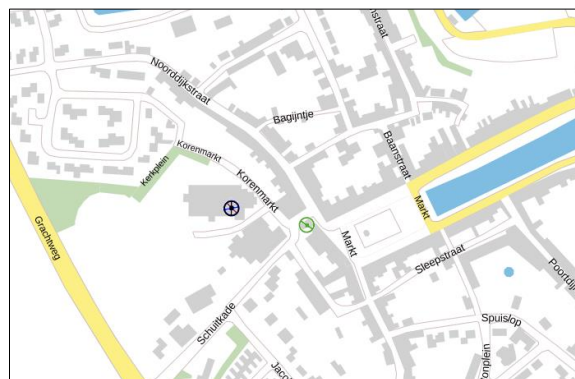 Noorddijkstraat
Bagijntje
Baanstraat
Korenmarkt
Korenmarkt
Kerkplein
Markt
Markt
Grachtweg
Sleepstraat
Schuitkade
Spuislop